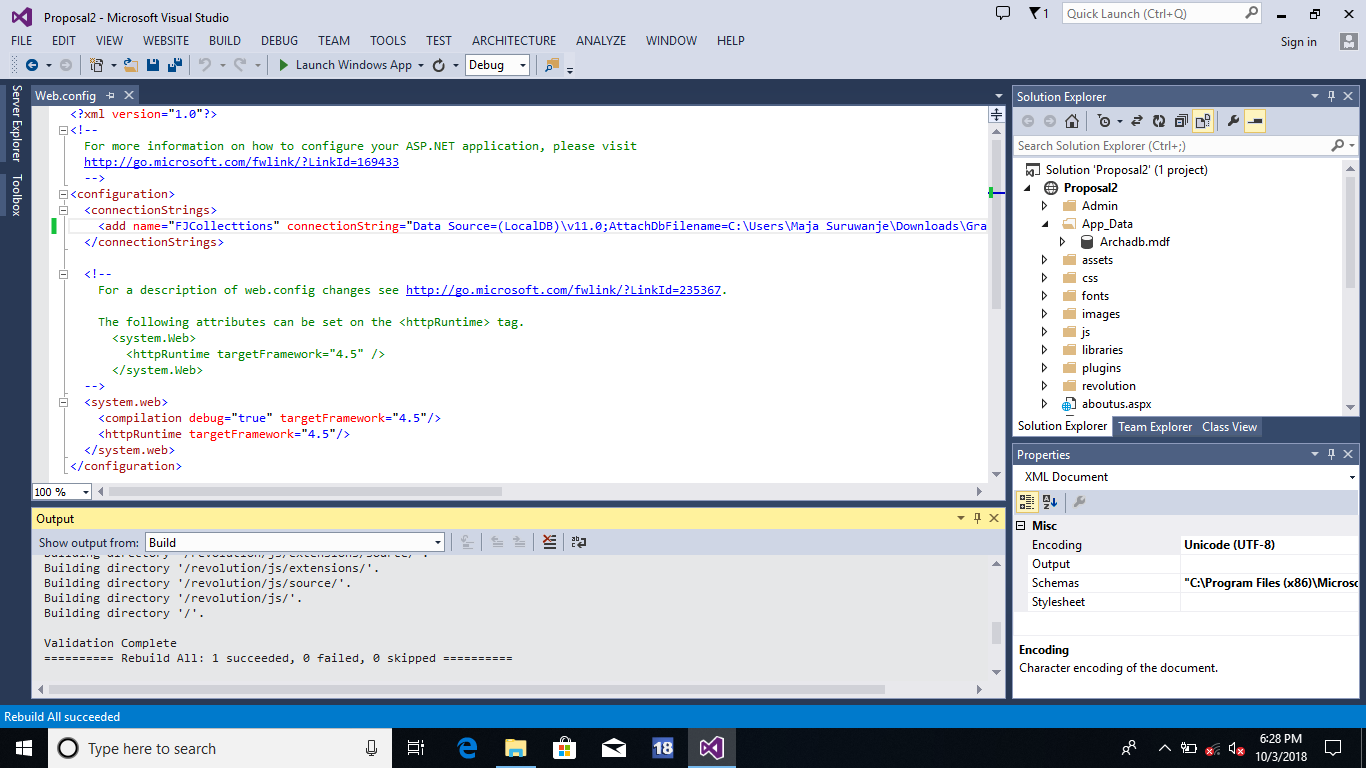 Proposal2 - Microsoft Visual Studio
1
Quick Launch (Ctrl+Q)
FILE EDIT VIEW WEBSITE BUILD DEBUG TEAM TOOLS TEST ARCHITECTURE ANALYZE WINDOW HELP
Sign in
Launch Windows App
Debug
Server Explorer
Toolbox
Web.config
<?xml version="1.0"?>
<!--
For more information on how to configure your ASP.NET application, please visit
http://go.microsoft.com/fwlink/?LinkId=169433
-->
<configuration>
<connectionStrings>
<add name="FJCollecttions" connectionString="Data Source=(LocalDB)\v11.0;AttachDbFilename=C:\Users\Maja Suruwanje\Downloads\Gra
</connectionStrings>
<!--
For a description of web.config changes see http://go.microsoft.com/fwlink/?LinkId=235367.
The following attributes can be set on the <httpRuntime> tag.
<system.Web>
<httpRuntime targetFramework="4.5" />
</system.Web>
-->
<system.web>
<compilation debug="true" targetFramework="4.5"/>
<httpRuntime targetFramework="4.5"/>
</system.web>
</configuration>
100 %
Output
Show output from: Build
Building directory '/revolution/js/extensions/source/'.
Building directory '/revolution/js/extensions/'.
Building directory '/revolution/js/source/'.
Building directory '/revolution/js/'.
Building directory '/'.
Validation Complete
========== Rebuild All: 1 succeeded, 0 failed, 0 skipped ==========
Solution Explorer
Search Solution Explorer (Ctrl+;)
Solution 'Proposal2' (1 project)
Proposal2
Admin
App_Data
Archadb.mdf
assets
css
fonts
images
js
libraries
plugins
revolution
aboutus.aspx
Solution Explorer Team Explorer Class View
Properties
XML Document
Misc
Encoding Unicode (UTF-8)
Output
Schemas "C:\Program Files (x86)\Microso
Stylesheet
Encoding
Character encoding of the document.
Rebuild All succeeded
Type here to search
18
6:28 PM
10/3/2018